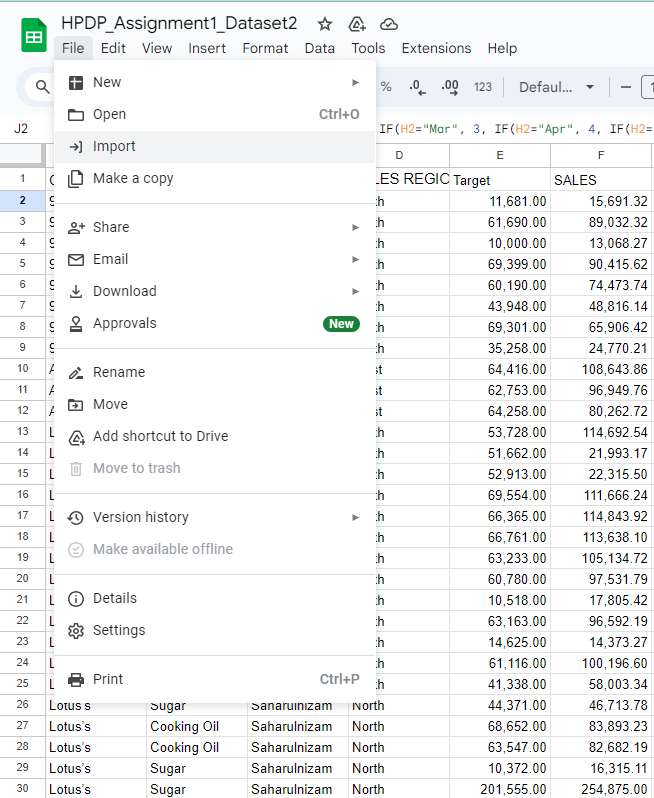 HPDP_Assignment1_Dataset2
File Edit View Insert Format Data Tools Extensions Help
New
% .0 .00 123 Defaul...
Open Ctrl+O
J2 IF(H2="Mar", 3, IF(H2="Apr", 4, IF(H2=
Import
D E F
Make a copy
1 LES REGIO Target SALES
2 th 11,681.00 15,691.32
3 9 th 61,690.00 89,032.32
Share
4 9 th 10,000.00 13,068.27
Email
5 9 th 69,399.00 90,415.62
6 9 th 60,190.00 74,473.74
Download
7 9 th 43,948.00 48,816.14
Approvals New
8 9 th 69,301.00 65,906.42
9 9 th 35,258.00 24,770.21
Rename
10 A st 64,416.00 108,643.86
11 A st 62,753.00 96,949.76
Move
12 A st 64,258.00 80,262.72
Add shortcut to Drive
13 L th 53,728.00 114,692.54
14 L th 51,662.00 21,993.17
Move to trash
15 L th 52,913.00 22,315.50
16 L th 69,554.00 111,666.24
Version history
17 L th 66,365.00 114,843.92
18 L th 66,761.00 113,638.10
Make available offline
19 L th 63,233.00 105,134.72
20 L th 60,780.00 97,531.79
Details
21 L th 10,518.00 17,805.42
22 L th 63,163.00 96,592.19
Settings
23 L th 14,625.00 14,373.27
24 L th 61,116.00 100,196.60
Print Ctrl+P
25 L th 41,338.00 58,003.34
26 Lotus's Sugar Saharulnizam North 44,371.00 46,713.78
27 Lotus's Cooking Oil Saharulnizam North 68,652.00 83,893.23
28 Lotus's Cooking Oil Saharulnizam North 63,547.00 82,682.19
29 Lotus's Sugar Saharulnizam North 10,372.00 16,315.11
30 Lotus's Sugar Saharulnizam North 201,555.00 254,875.00